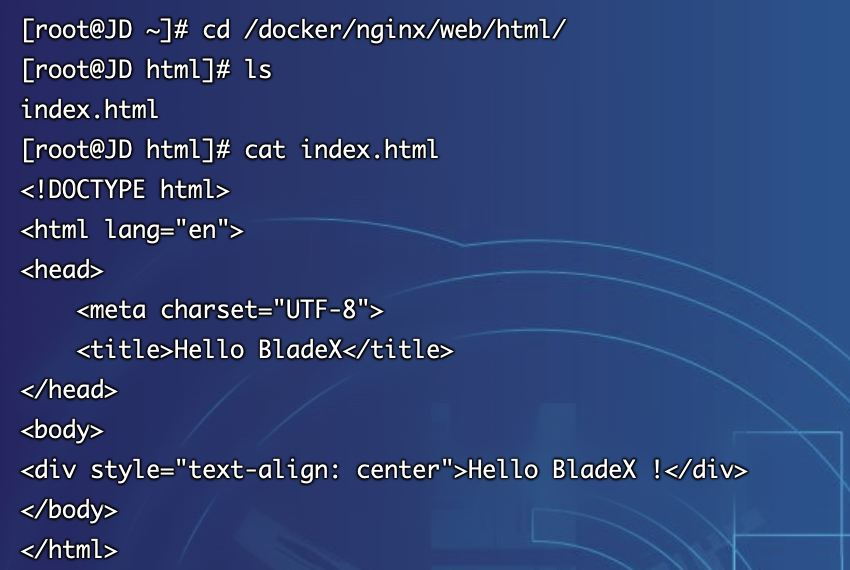 [root@JD ~]# cd /docker/nginx/web/html/
[root@JD html]# ls
index.html
[root@JD html]# cat index.html
<!DOCTYPE html>
<html lang="en">
<head>
    <meta charset="UTF-8">
    <title>Hello BladeX</title>
</head>
<body>
<div style="text-align: center">Hello BladeX !</div>
</body>
</html>